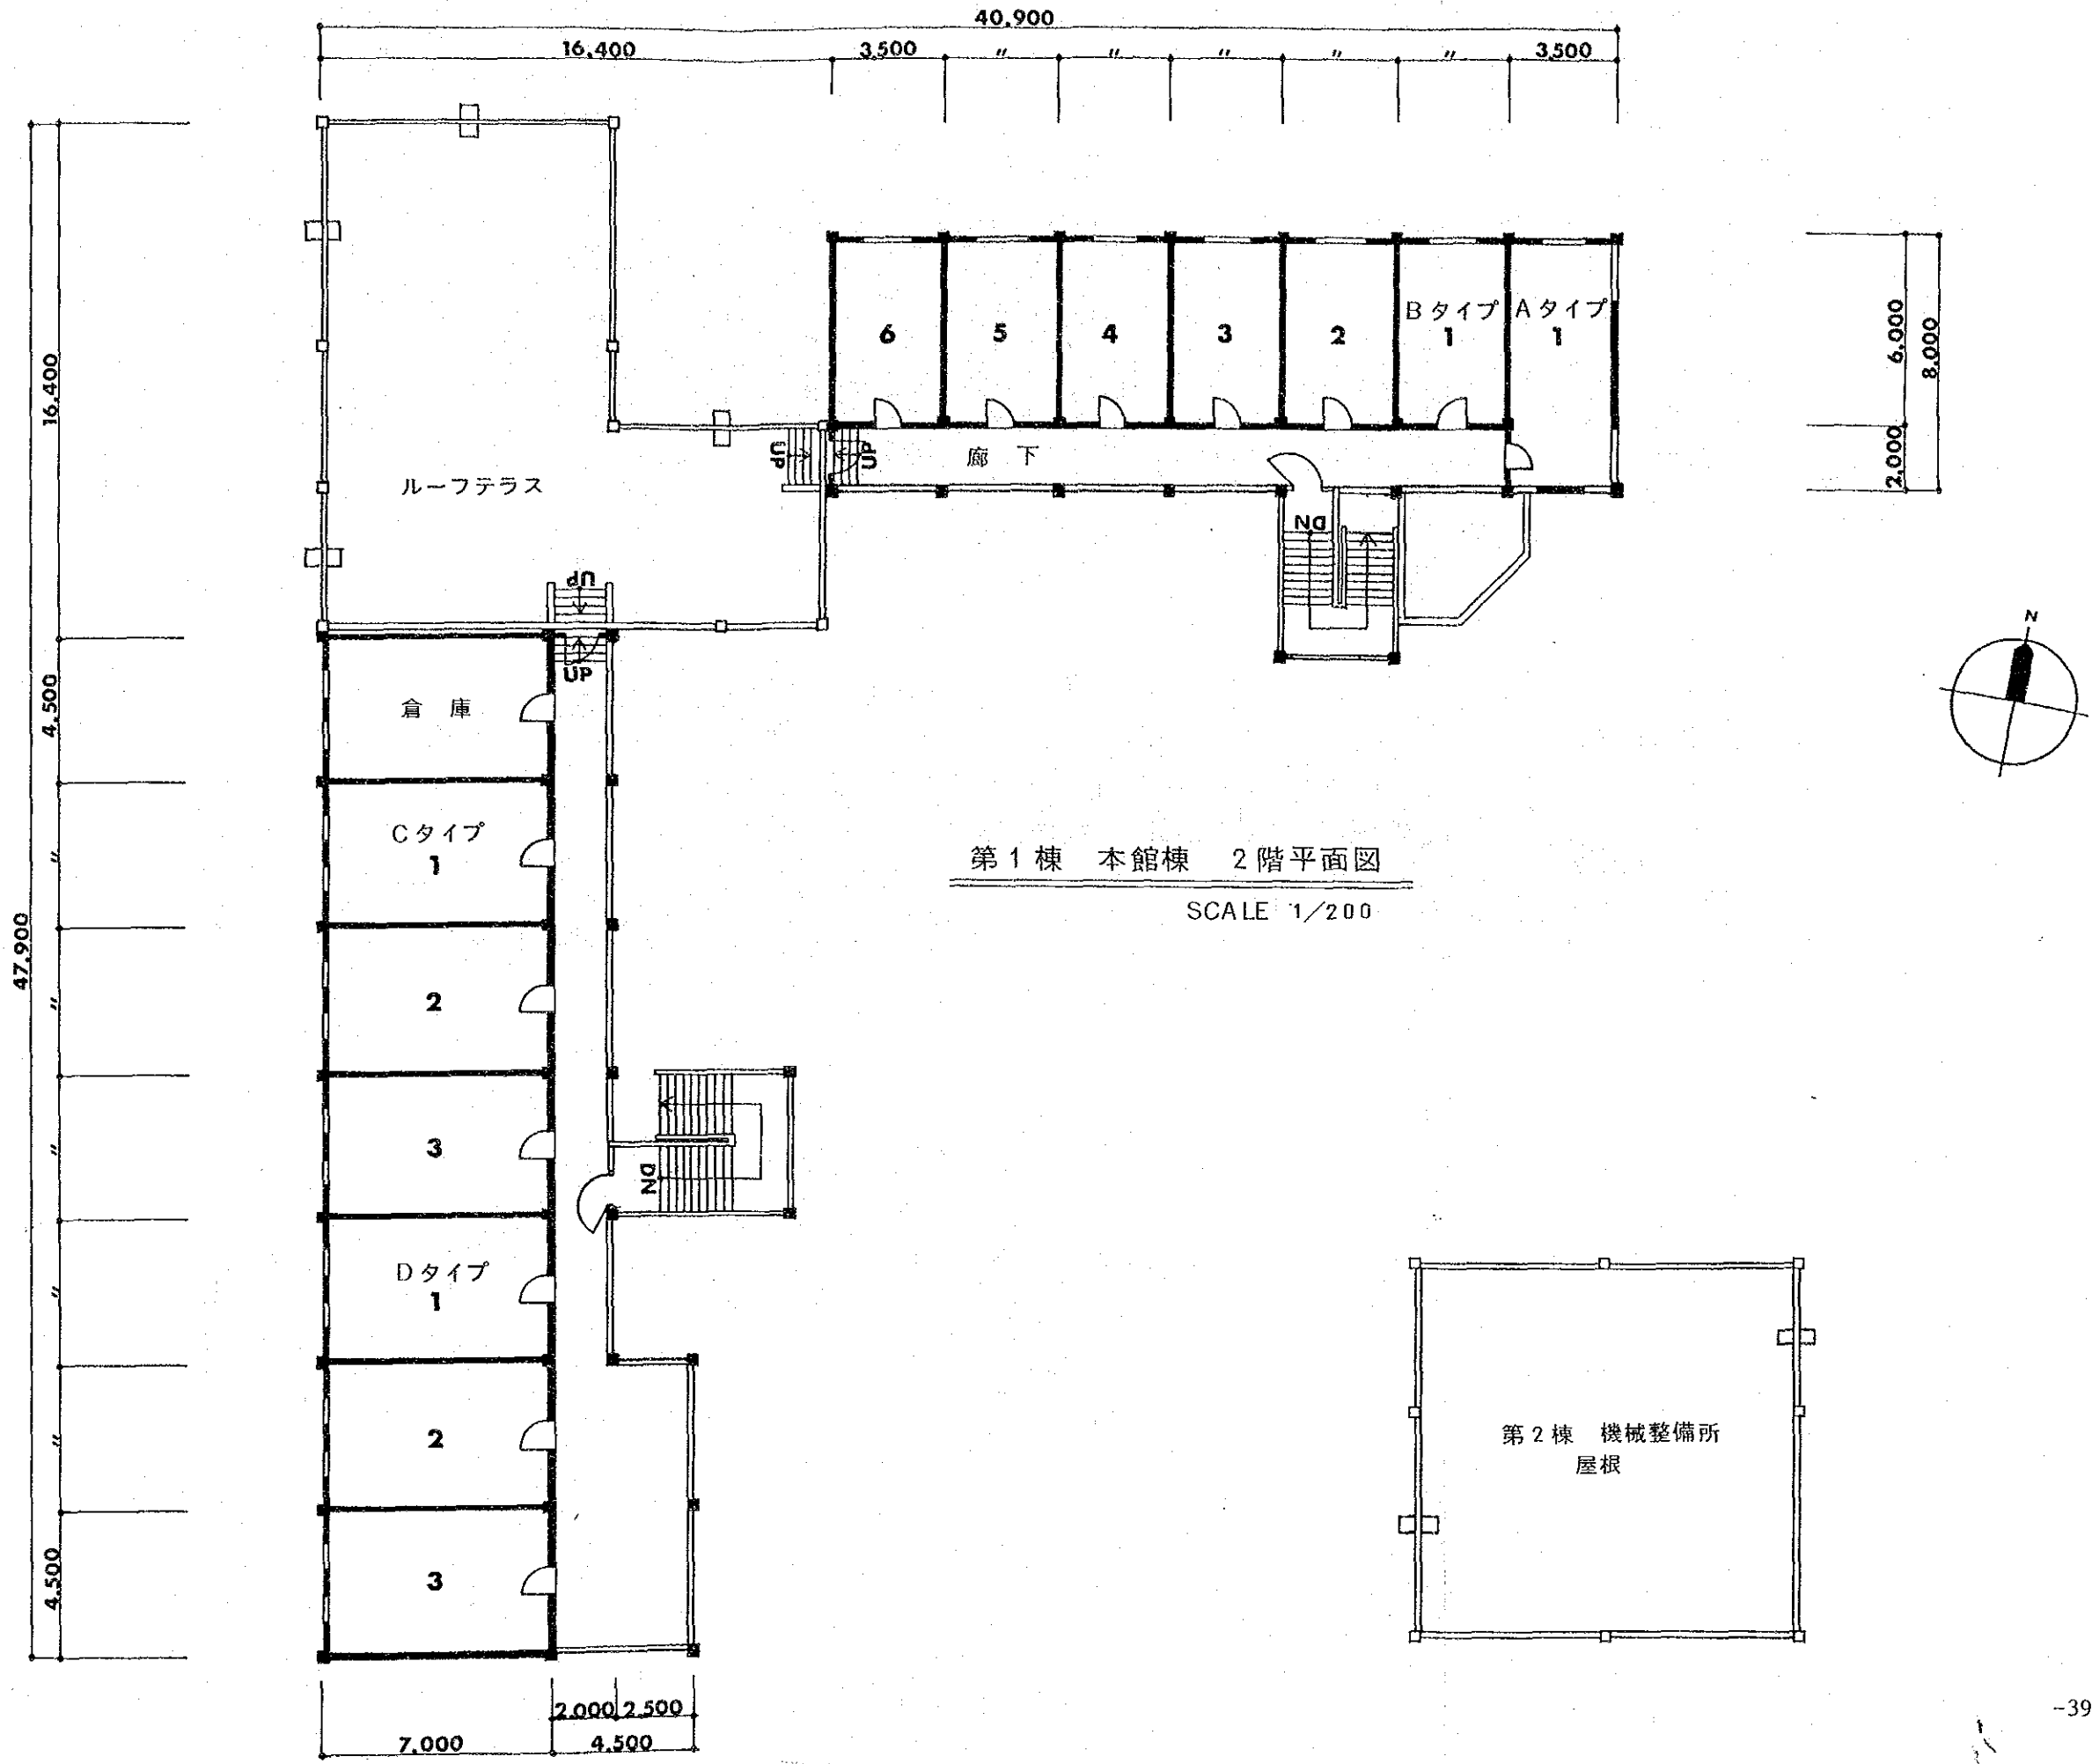 40,900
16,400 3,500 〃 〃 〃 〃 3,500
6 5 4 3 2
Bタイプ
1
Aタイプ
1
6,000
2,000
8,000
UP UP
廊 下
ルーフテラス
DN
UP
UP
N
47,900
16,400
4,500
〃
〃
〃
〃
〃
4,500
倉 庫
Cタイプ
1
2
3
DN
Dタイプ
1
2
3
第1棟 本館棟 2階平面図
SCALE 1/200
第2棟 機械整備所
屋根
2,000 2,500
7,000 4,500
-39